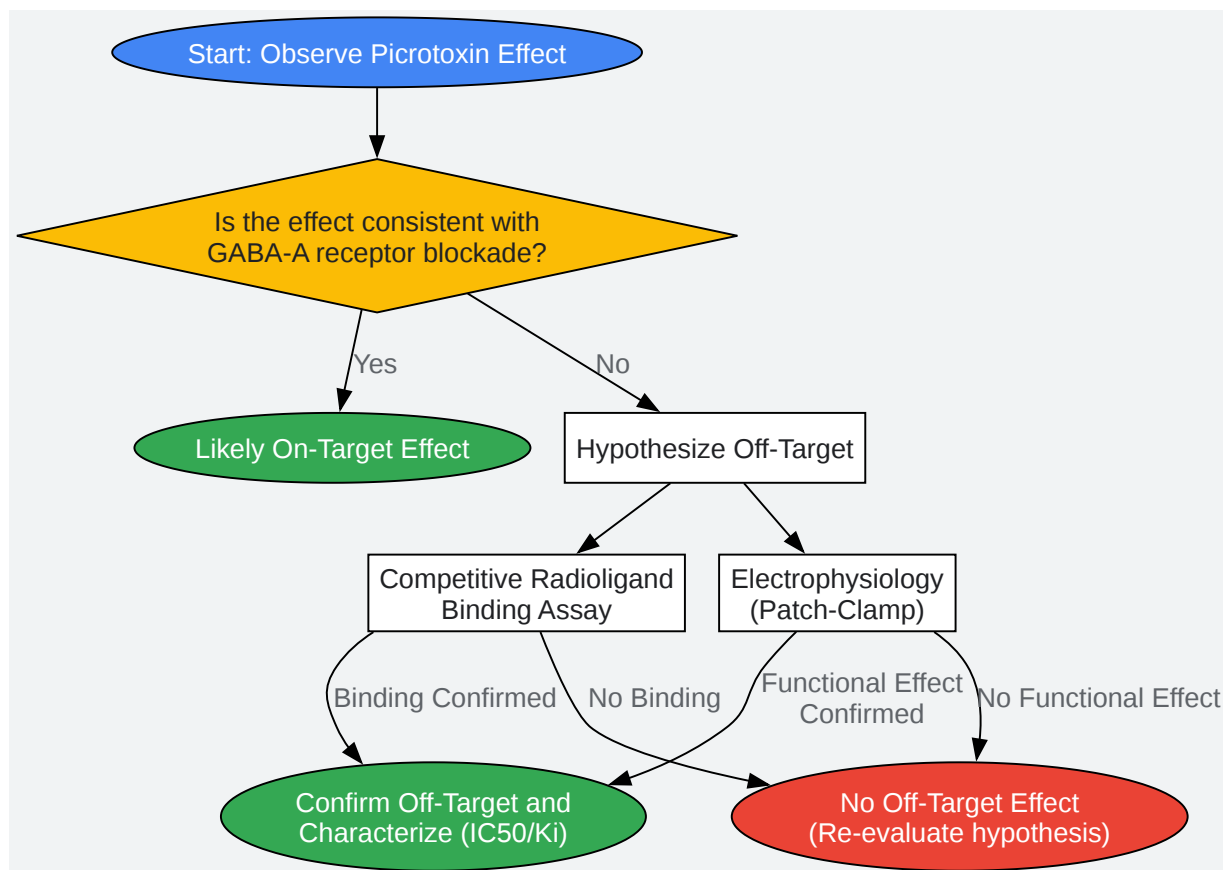 Start: Observe Picrotoxin Effect
Is the effect consistent with
GABA-A receptor blockade?
Yes
No
Likely On-Target Effect
Hypothesize Off-Target
Competitive Radioligand
Binding Assay
Electrophysiology
(Patch-Clamp)
Binding Confirmed
No Binding
Functional Effect
Confirmed
No Functional Effect
Confirm Off-Target and
Characterize (IC50/Ki)
No Off-Target Effect
(Re-evaluate hypothesis)